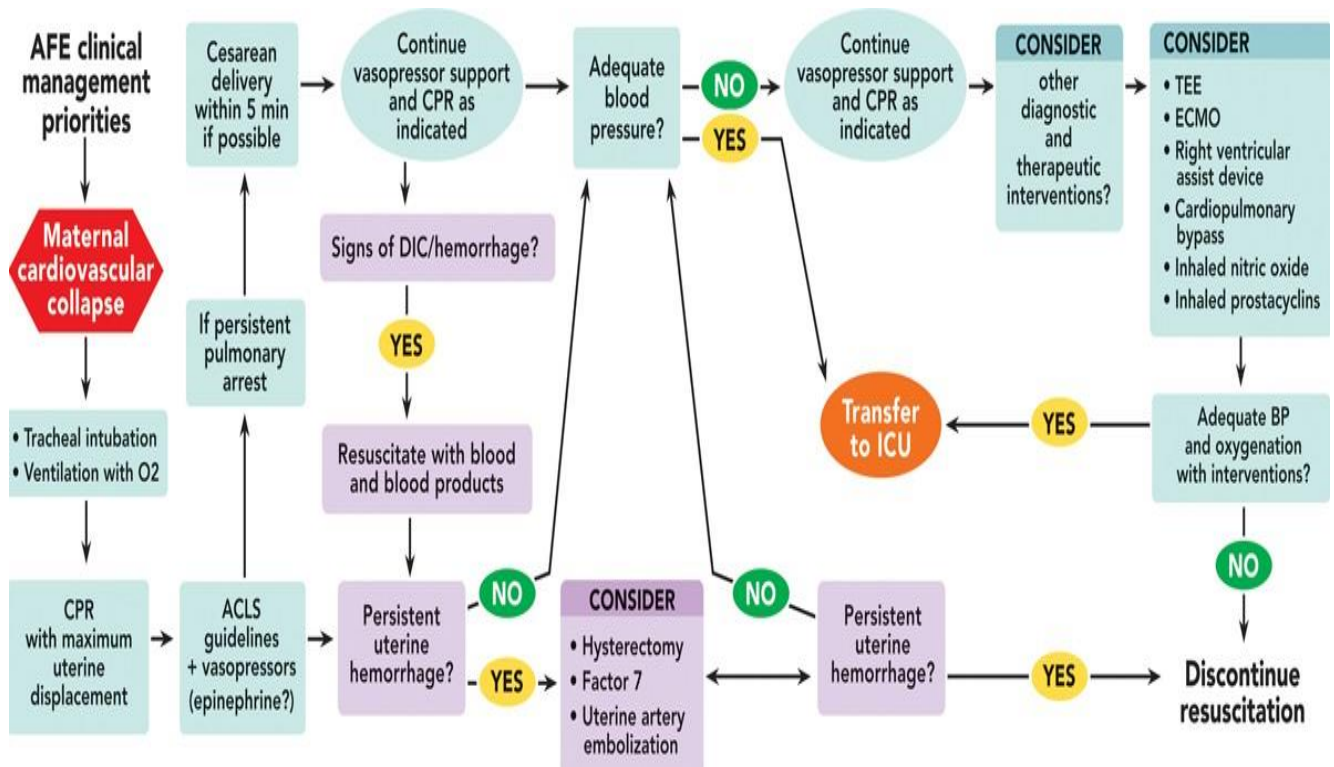 AFE clinical
management
priorities
Maternal
cardiovascular
collapse
• Tracheal intubation
• Ventilation with O2
CPR
with maximum
uterine
displacement
ACLS
guidelines
+ vasopressors
(epinephrine?)
If persistent
pulmonary
arrest
Cesarean
delivery
within 5 min
if possible
Continue
vasopressor support
and CPR as
indicated
Signs of DIC/hemorrhage?
YES
Resuscitate with blood
and blood products
Persistent
uterine
hemorrhage?
NO
YES
CONSIDER
• Hysterectomy
• Factor 7
• Uterine artery
embolization
Persistent
uterine
hemorrhage?
NO
YES
Adequate
blood
pressure?
NO
YES
Continue
vasopressor support
and CPR as
indicated
CONSIDER
other
diagnostic
and
therapeutic
interventions?
CONSIDER
• TEE
• ECMO
• Right ventricular
assist device
• Cardiopulmonary
bypass
• Inhaled nitric oxide
• Inhaled prostacyclins
Adequate BP
and oxygenation
with interventions?
YES
Transfer
to ICU
NO
Discontinue
resuscitation